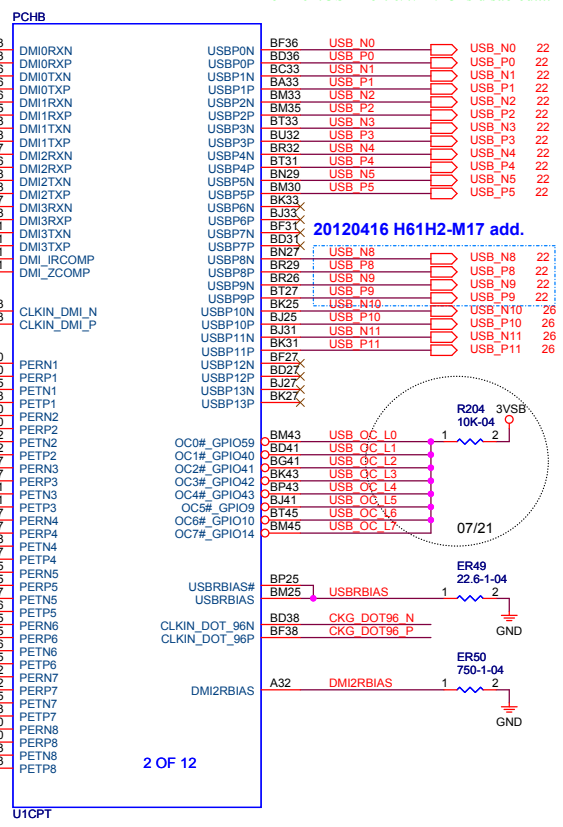 PCHB
DMI0RXN USBP0N BF36 USB_N0 USB_N0 22
DMI0RXP USBP0P BD36 USB_P0 USB_P0 22
DMI0TXN USBP1N BC33 USB_N1 USB_N1 22
DMI0TXP USBP1P BA33 USB_P1 USB_P1 22
DMI1RXN USBP2N BM33 USB_N2 USB_N2 22
DMI1RXP USBP2P BM35 USB_P2 USB_P2 22
DMI1TXN USBP3N BT33 USB_N3 USB_N3 22
DMI1TXP USBP3P BU32 USB_P3 USB_P3 22
DMI2RXN USBP4N BR32 USB_N4 USB_N4 22
DMI2RXP USBP4P BT31 USB_P4 USB_P4 22
DMI2TXN USBP5N BN29 USB_N5 USB_N5 22
DMI2TXP USBP5P BM30 USB_P5 USB_P5 22
DMI3RXN USBP6N BK33
DMI3RXP USBP6P BJ33
DMI3TXN USBP7N BF31 20120416 H61H2-M17 add.
DMI3TXP USBP7P BD31
DMI_IRCOMP USBP8N BN27 USB_N8 USB_N8 22
DMI_ZCOMP USBP8P BR29 USB_P8 USB_P8 22
USBP9N BR26 USB_N9 USB_N9 22
USBP9P BT27 USB_P9 USB_P9 22
CLKIN_DMI_N USBP10N BK25 USB_N10 USB_N10 26
CLKIN_DMI_P USBP10P BJ25 USB_P10 USB_P10 26
USBP11N BJ31 USB_N11 USB_N11 26
USBP11P BK31 USB_P11 USB_P11 26
PERN1 USBP12N BF27
PERP1 USBP12P BD27
PETN1 USBP13N BJ27
PETP1 USBP13P BK27
PERN2 R204 3VSB
PERP2 10K-04
PETN2 OC0#_GPIO59 BM43 USB_OC_L0 1 2
PETP2 OC1#_GPIO40 BD41 USB_OC_L1
PERN3 OC2#_GPIO41 BG41 USB_OC_L2
PERP3 OC3#_GPIO42 BK43 USB_OC_L3
PETN3 OC4#_GPIO43 BP43 USB_OC_L4
PETP3 OC5#_GPIO9 BJ41 USB_OC_L5
PERN4 OC6#_GPIO10 BT45 USB_OC_L6
PERP4 OC7#_GPIO14 BM45 USB_OC_L7 07/21
PETN4
PETP4 ER49
PERN5 22.6-1-04
PERP5 USBRBIAS# BP25
PETN5 USBRBIAS BM25 USBRBIAS 1 2
PETP5
PERN6 CLKIN_DOT_96N BD38 CKG_DOT96_N
PERP6 CLKIN_DOT_96P BF38 CKG_DOT96_P GND
PETN6 ER50
PETP6 750-1-04
PERN7
PERP7 DMI2RBIAS A32 DMI2RBIAS 1 2
PETN7
PETP7 GND
PERN8
PERP8
PETN8 2 OF 12
PETP8
U1CPT